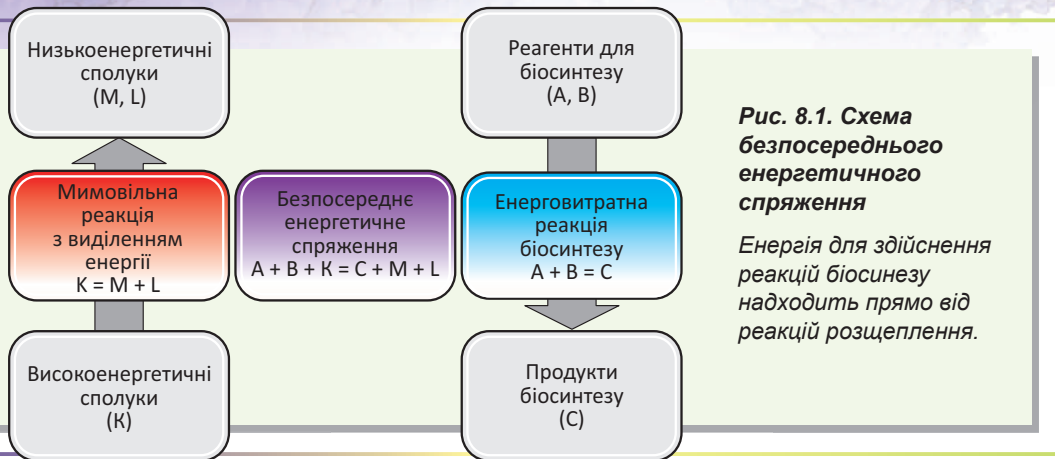 Низькоенергетичні
сполуки
(M, L)
Реагенти для
біосинтезу
(А, В)
Мимовільна
реакція
з виділенням
енергії
K = M + L
Безпосереднє
енергетичне
спряження
А + В + К = С + М + L
Енерговитратна
реакція
біосинтезу
А + В = С
Високоенергетичні
сполуки
(К)
Продукти
біосинтезу
(С)
Рис. 8.1. Схема
безпосереднього
енергетичного
спряження
Енергія для здійснення
реакцій біосинезу
надходить прямо від
реакцій розщеплення.